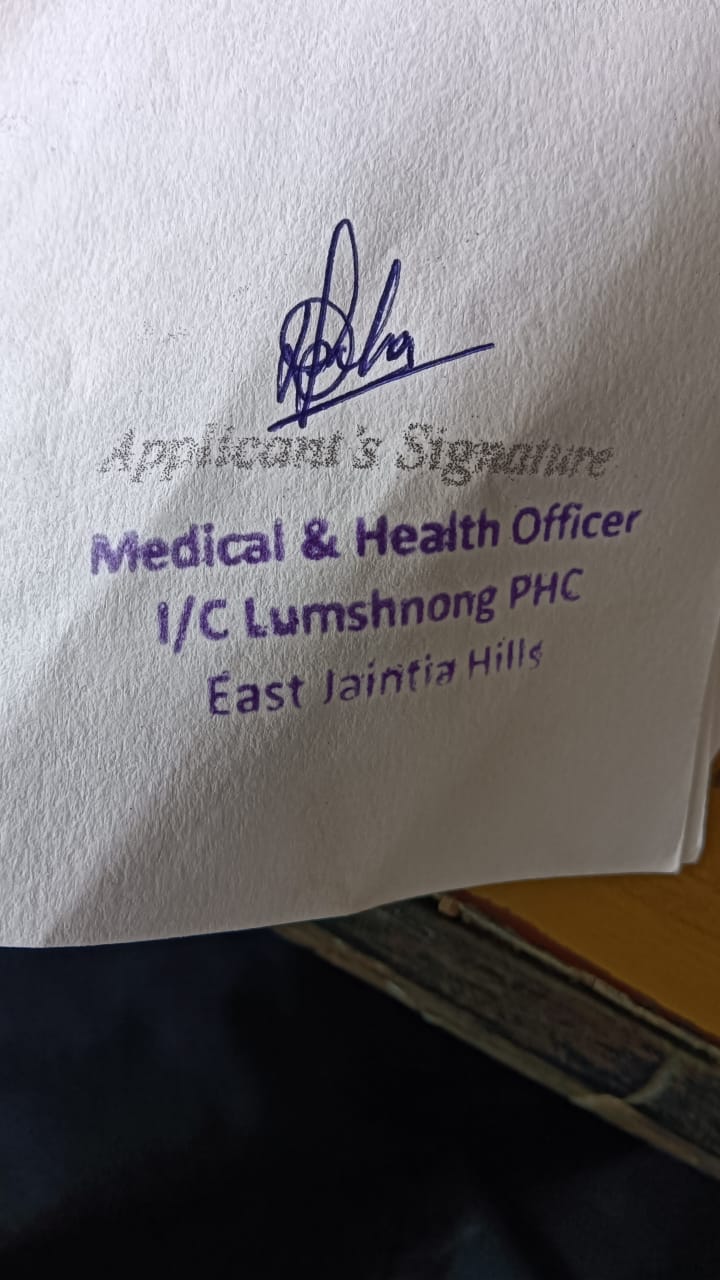 Applicant's Signature
Medical & Health Officer
I/C Lumshnong PHC
East Jaintia Hills